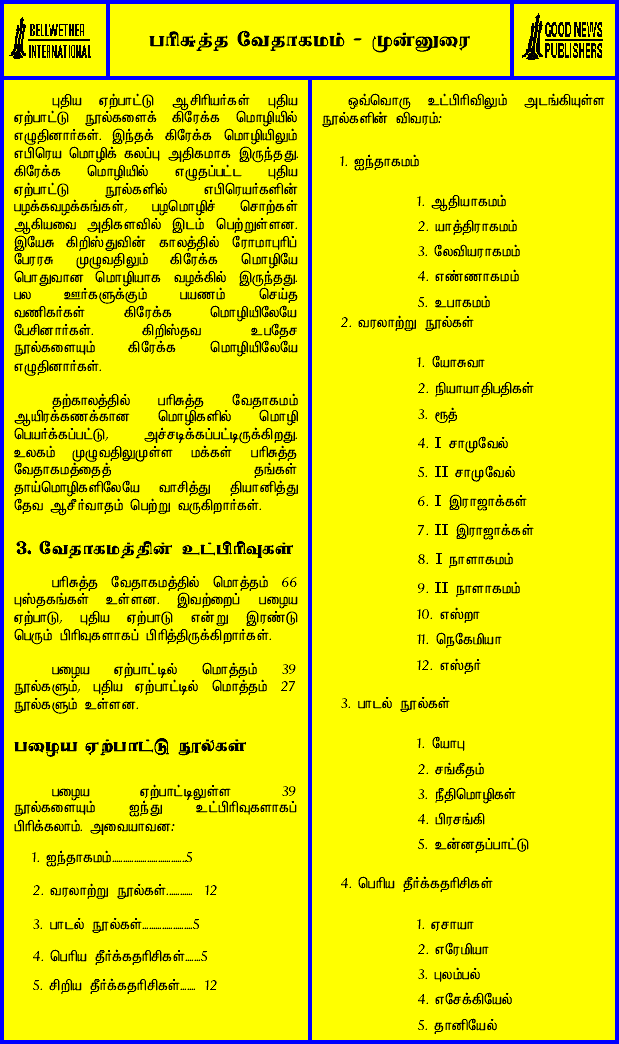 BELLWETHER
INTERNATIONAL
பரிசுத்த வேதாகமம் - முன்னுரை
GOOD NEWS
PUBLISHERS
புதிய ஏற்பாட்டு ஆசிரியர்கள் புதிய
ஏற்பாட்டு நூல்களைக் கிரேக்க மொழியில்
எழுதினார்கள். இந்தக் கிரேக்க மொழியிலும்
எபிரெய மொழிக் கலப்பு அதிகமாக இருந்தது.
கிரேக்க மொழியில் எழுதப்பட்ட புதிய
ஏற்பாட்டு நூல்களில் எபிரெயர்களின்
பழக்கவழக்கங்கள், பழமொழிச் சொற்கள்
ஆகியவை அதிகளவில் இடம் பெற்றுள்ளன.
இயேசு கிறிஸ்துவின் காலத்தில் ரோமாபுரிப்
பேரரசு முழுவதிலும் கிரேக்க மொழியே
பொதுவான மொழியாக வழக்கில் இருந்தது.
பல ஊர்களுக்கும் பயணம் செய்த
வணிகர்கள் கிரேக்க மொழியிலேயே
பேசினார்கள். கிறிஸ்தவ உபதேச
நூல்களையும் கிரேக்க மொழியிலேயே
எழுதினார்கள்.
தற்காலத்தில் பரிசுத்த வேதாகமம்
ஆயிரக்கணக்கான மொழிகளில் மொழி
பெயர்க்கப்பட்டு, அச்சடிக்கப்பட்டிருக்கிறது.
உலகம் முழுவதிலுமுள்ள மக்கள் பரிசுத்த
வேதாகமத்தைத் தங்கள்
தாய்மொழிகளிலேயே வாசித்து தியானித்து
தேவ ஆசீர்வாதம் பெற்று வருகிறார்கள்.
3. வேதாகமத்தின் உட்பிரிவுகள்
பரிசுத்த வேதாகமத்தில் மொத்தம் 66
புஸ்தகங்கள் உள்ளன. இவற்றைப் பழைய
ஏற்பாடு, புதிய ஏற்பாடு என்று இரண்டு
பெரும் பிரிவுகளாகப் பிரித்திருக்கிறார்கள்.
பழைய ஏற்பாட்டில் மொத்தம் 39
நூல்களும், புதிய ஏற்பாட்டில் மொத்தம் 27
நூல்களும் உள்ளன.
பழைய ஏற்பாட்டு நூல்கள்
பழைய ஏற்பாட்டிலுள்ள 39
நூல்களையும் ஐந்து உட்பிரிவுகளாகப்
பிரிக்கலாம். அவையாவன:
1. ஐந்தாகமம்..................................5
2. வரலாற்று நூல்கள்............ 12
3. பாடல் நூல்கள்.......................5
4. பெரிய தீர்க்கதரிசிகள்.......5
5. சிறிய தீர்க்கதரிசிகள்....... 12
ஒவ்வொரு உட்பிரிவிலும் அடங்கியுள்ள
நூல்களின் விவரம்:
1. ஐந்தாகமம்
1. ஆதியாகமம்
2. யாத்திராகமம்
3. லேவியராகமம்
4. எண்ணாகமம்
5. உபாகமம்
2. வரலாற்று நூல்கள்
1. யோசுவா
2. நியாயாதிபதிகள்
3. ரூத்
4. I சாமுவேல்
5. II சாமுவேல்
6. I இராஜாக்கள்
7. II இராஜாக்கள்
8. I நாளாகமம்
9. II நாளாகமம்
10. எஸ்றா
11. நெகேமியா
12. எஸ்தர்
3. பாடல் நூல்கள்
1. யோபு
2. சங்கீதம்
3. நீதிமொழிகள்
4. பிரசங்கி
5. உன்னதப்பாட்டு
4. பெரிய தீர்க்கதரிசிகள்
1. ஏசாயா
2. எரேமியா
3. புலம்பல்
4. எசேக்கியேல்
5. தானியேல்